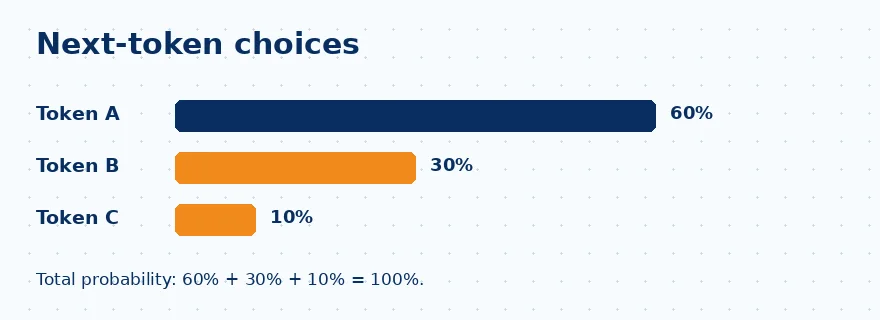 Next-token choices
Token A 60%
Token B 30%
Token C 10%
Total probability: 60% + 30% + 10% = 100%.